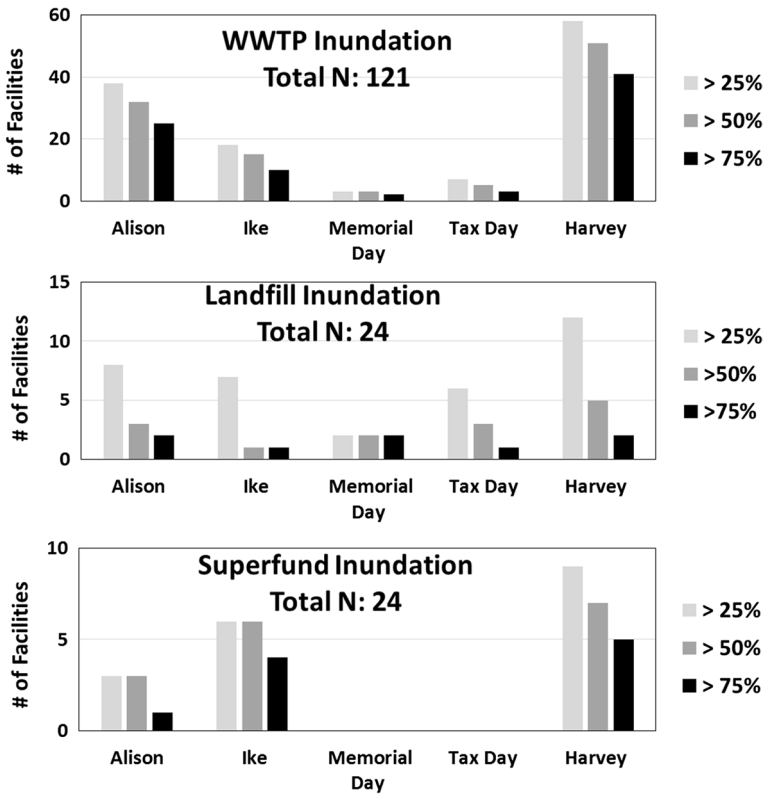 WWTP Inundation
Total N: 121
# of Facilities
60
40
20
0
Alison
Ike
Memorial
Day
Tax Day
Harvey
> 25%
> 50%
> 75%
Landfill Inundation
Total N: 24
# of Facilities
15
10
5
0
Alison
Ike
Memorial
Day
Tax Day
Harvey
> 25%
>50%
>75%
Superfund Inundation
Total N: 24
# of Facilities
10
5
0
Alison
Ike
Memorial
Day
Tax Day
Harvey
> 25%
> 50%
> 75%